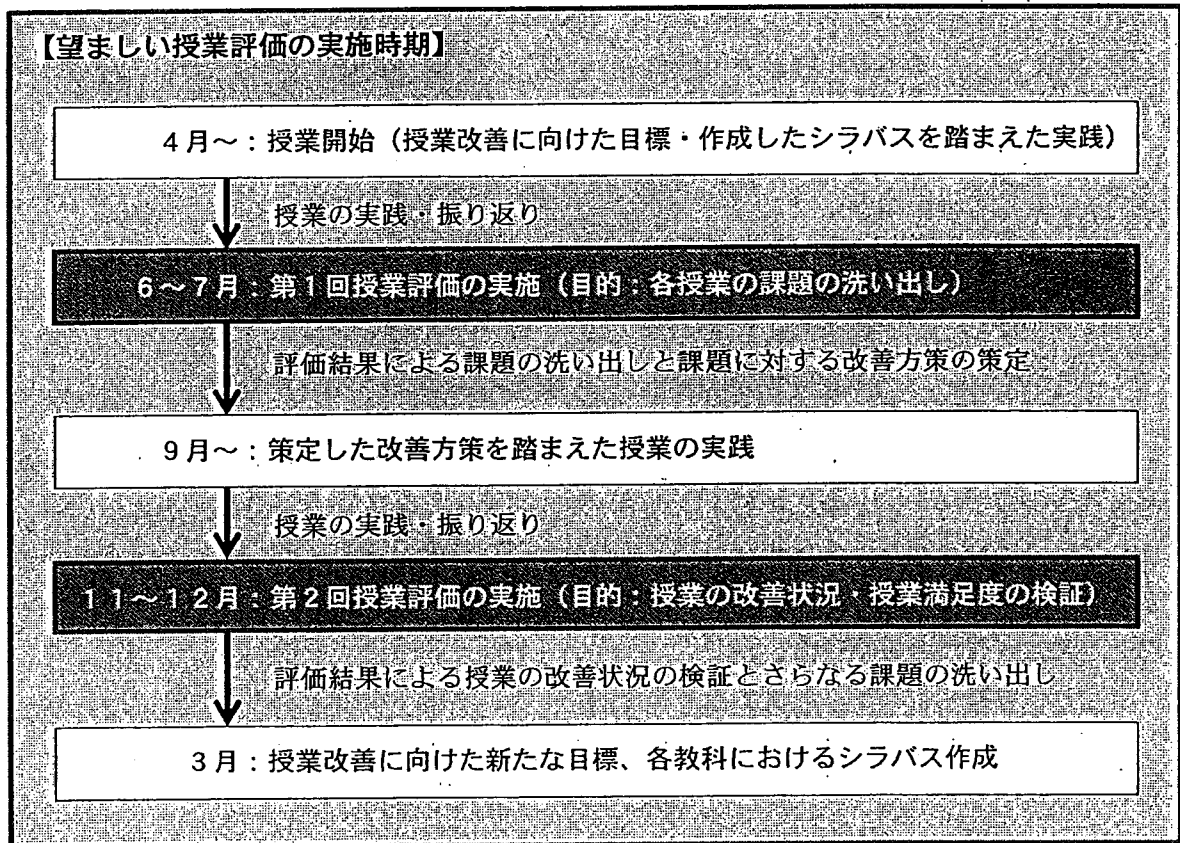 【望ましい授業評価の実施時期】
4月～：授業開始（授業改善に向けた目標・作成したシラバスを踏まえた実践）
授業の実践・振り返り
6～7月：第1回授業評価の実施（目的：各授業の課題の洗い出し）
評価結果による課題の洗い出しと課題に対する改善方策の策定
9月～：策定した改善方策を踏まえた授業の実践
授業の実践・振り返り
11～12月：第2回授業評価の実施（目的：授業の改善状況・授業満足度の検証）
評価結果による授業の改善状況の検証とさらなる課題の洗い出し
3月：授業改善に向けた新たな目標、各教科におけるシラバス作成